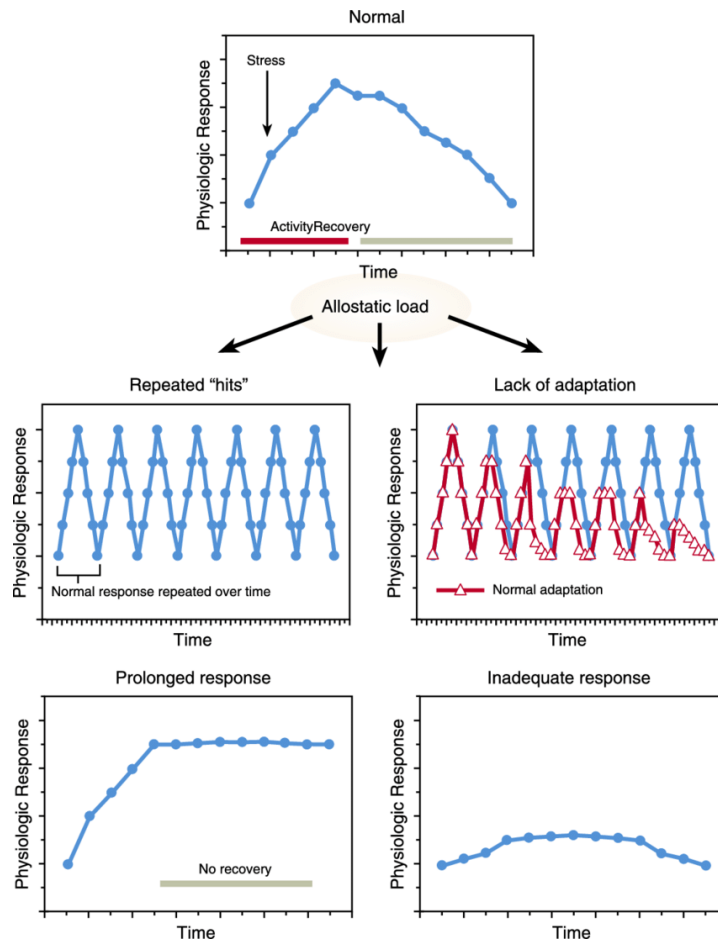 Normal
Stress
Physiologic Response
ActivityRecovery
Time
Allostatic load
Repeated “hits”
Physiologic Response
Normal response repeated over time
Time
Lack of adaptation
Physiologic Response
Normal adaptation
Time
Prolonged response
Physiologic Response
No recovery
Time
Inadequate response
Physiologic Response
Time